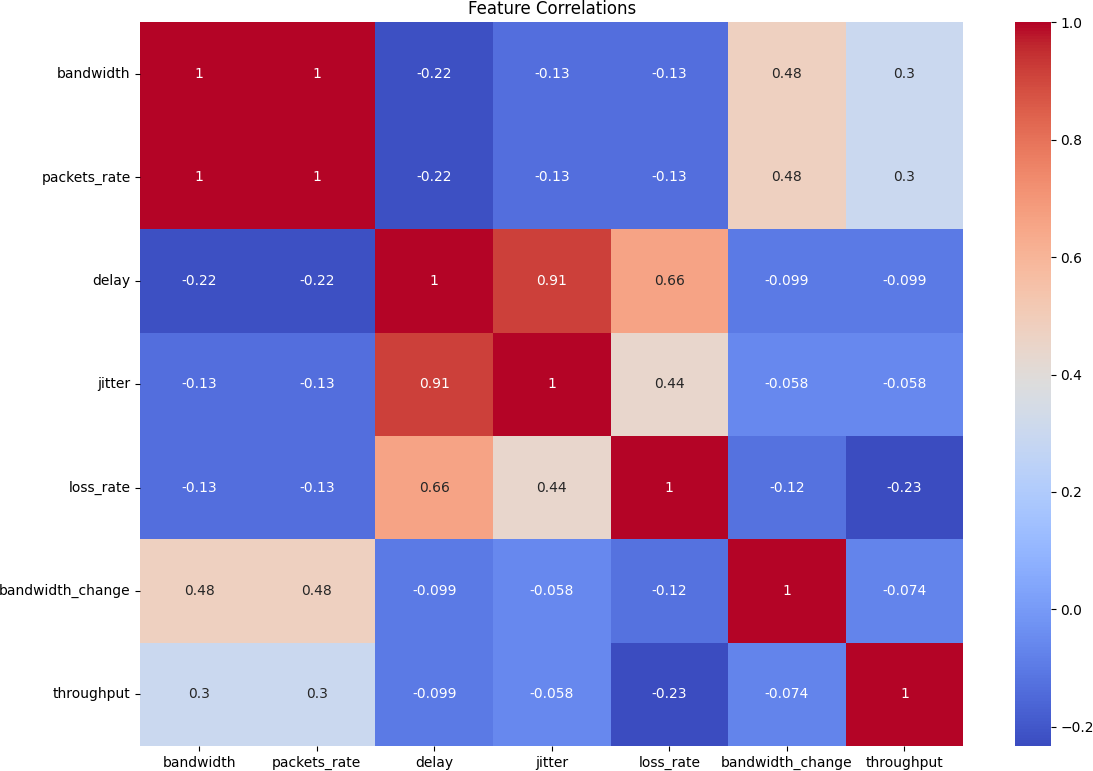 Feature Correlations
bandwidth 1 1 -0.22 -0.13 -0.13 0.48 0.3
packets_rate 1 1 -0.22 -0.13 -0.13 0.48 0.3
delay -0.22 -0.22 1 0.91 0.66 -0.099 -0.099
jitter -0.13 -0.13 0.91 1 0.44 -0.058 -0.058
loss_rate -0.13 -0.13 0.66 0.44 1 -0.12 -0.23
bandwidth_change 0.48 0.48 -0.099 -0.058 -0.12 1 -0.074
throughput 0.3 0.3 -0.099 -0.058 -0.23 -0.074 1
bandwidth packets_rate delay jitter loss_rate bandwidth_change throughput
1.0
0.8
0.6
0.4
0.2
0.0
−0.2